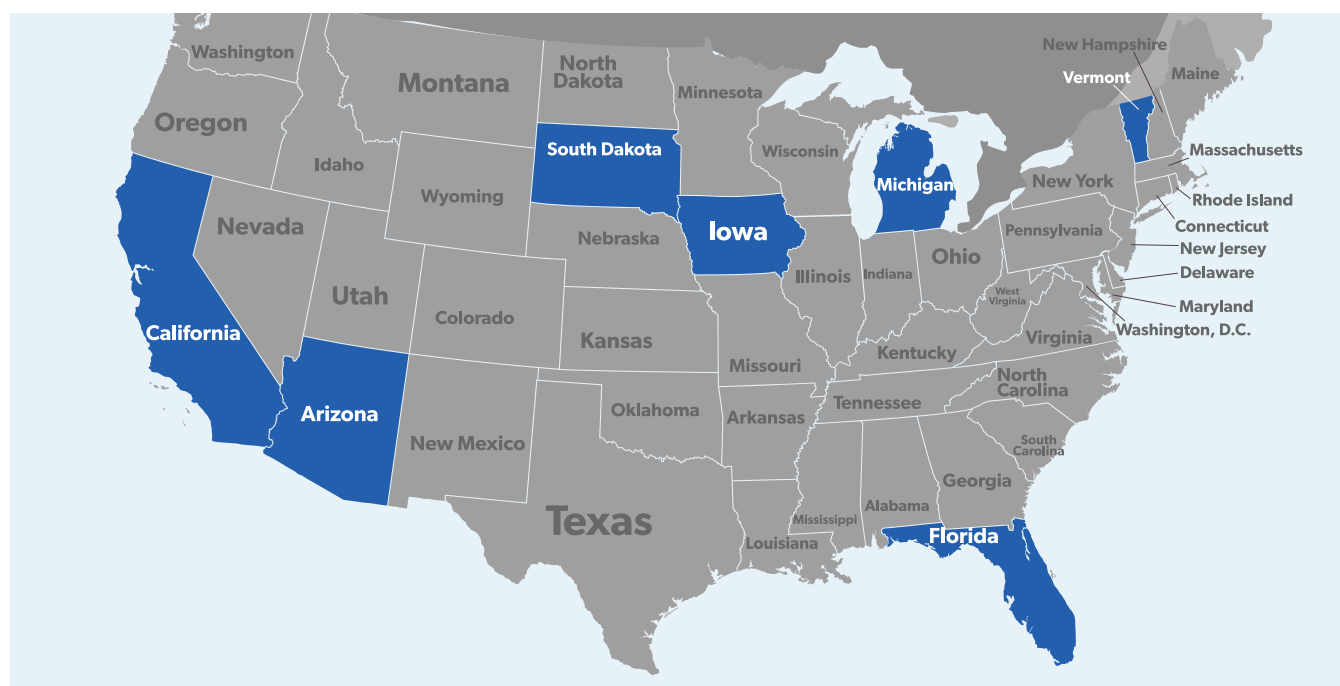 New Hampshire
Washington
Vermont
Maine
North
Dakota
Montana
Minnesota
Oregon
South Dakota
Wisconsin
Massachusetts
Idaho
Michigan
New York
Wyoming
Rhode Island
Nevada
Connecticut
Iowa
Pennsylvania
Nebraska
New Jersey
Ohio
Delaware
Illinois
Indiana
Utah
West
Virginia
Maryland
Colorado
Washington, D.C.
California
Kansas
Virginia
Kentucky
Missouri
North
Carolina
Tennessee
Arizona
Oklahoma
Arkansas
New Mexico
South
Carolina
Georgia
Alabama
Texas
Mississippi
Florida
Louisiana